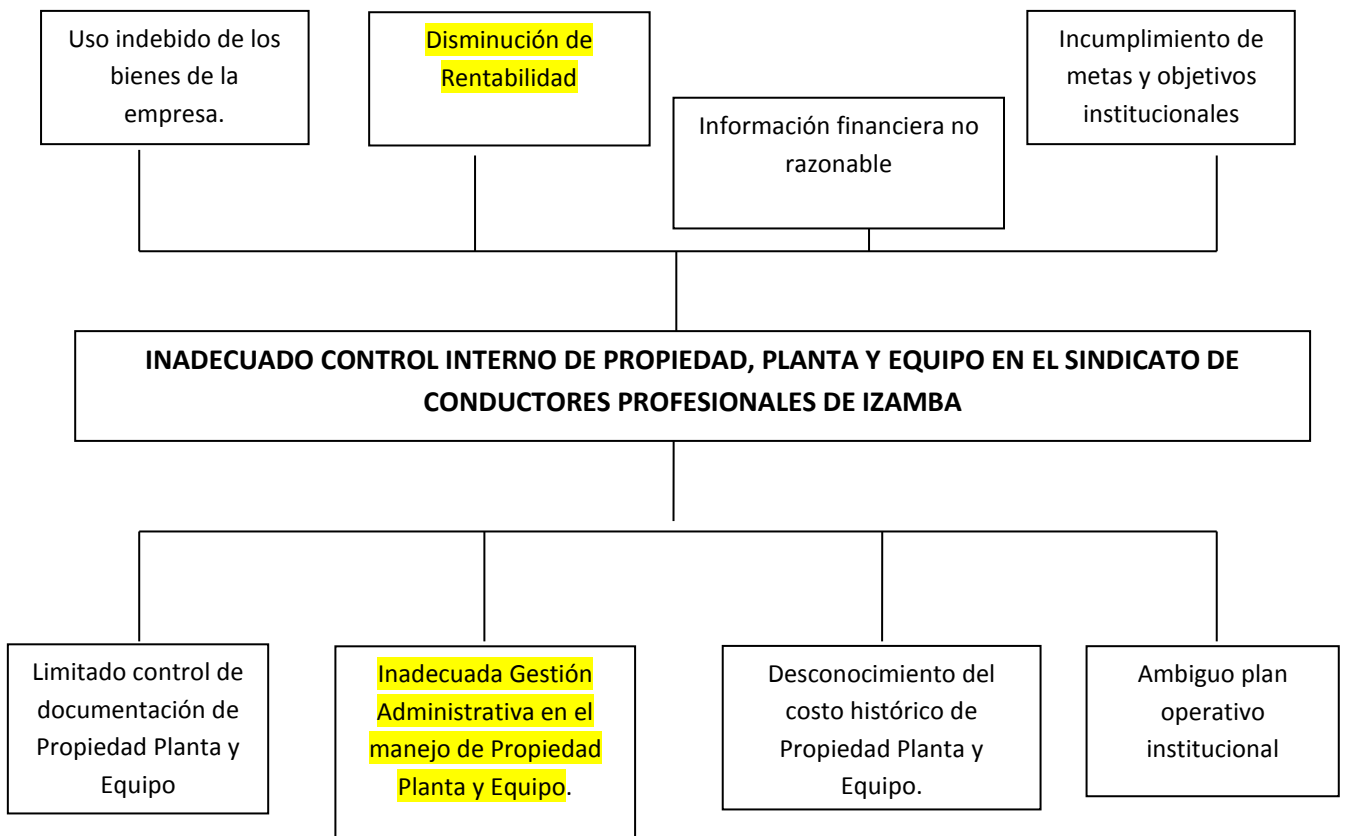 Uso indebido de los
bienes de la
empresa.
Disminución de
Rentabilidad
Información financiera no
razonable
Incumplimiento de
metas y objetivos
institucionales
INADECUADO CONTROL INTERNO DE PROPIEDAD, PLANTA Y EQUIPO EN EL SINDICATO DE
CONDUCTORES PROFESIONALES DE IZAMBA
Limitado control de
documentación de
Propiedad Planta y
Equipo
Inadecuada Gestión
Administrativa en el
manejo de Propiedad
Planta y Equipo.
Desconocimiento del
costo histórico de
Propiedad Planta y
Equipo.
Ambiguo plan
operativo
institucional